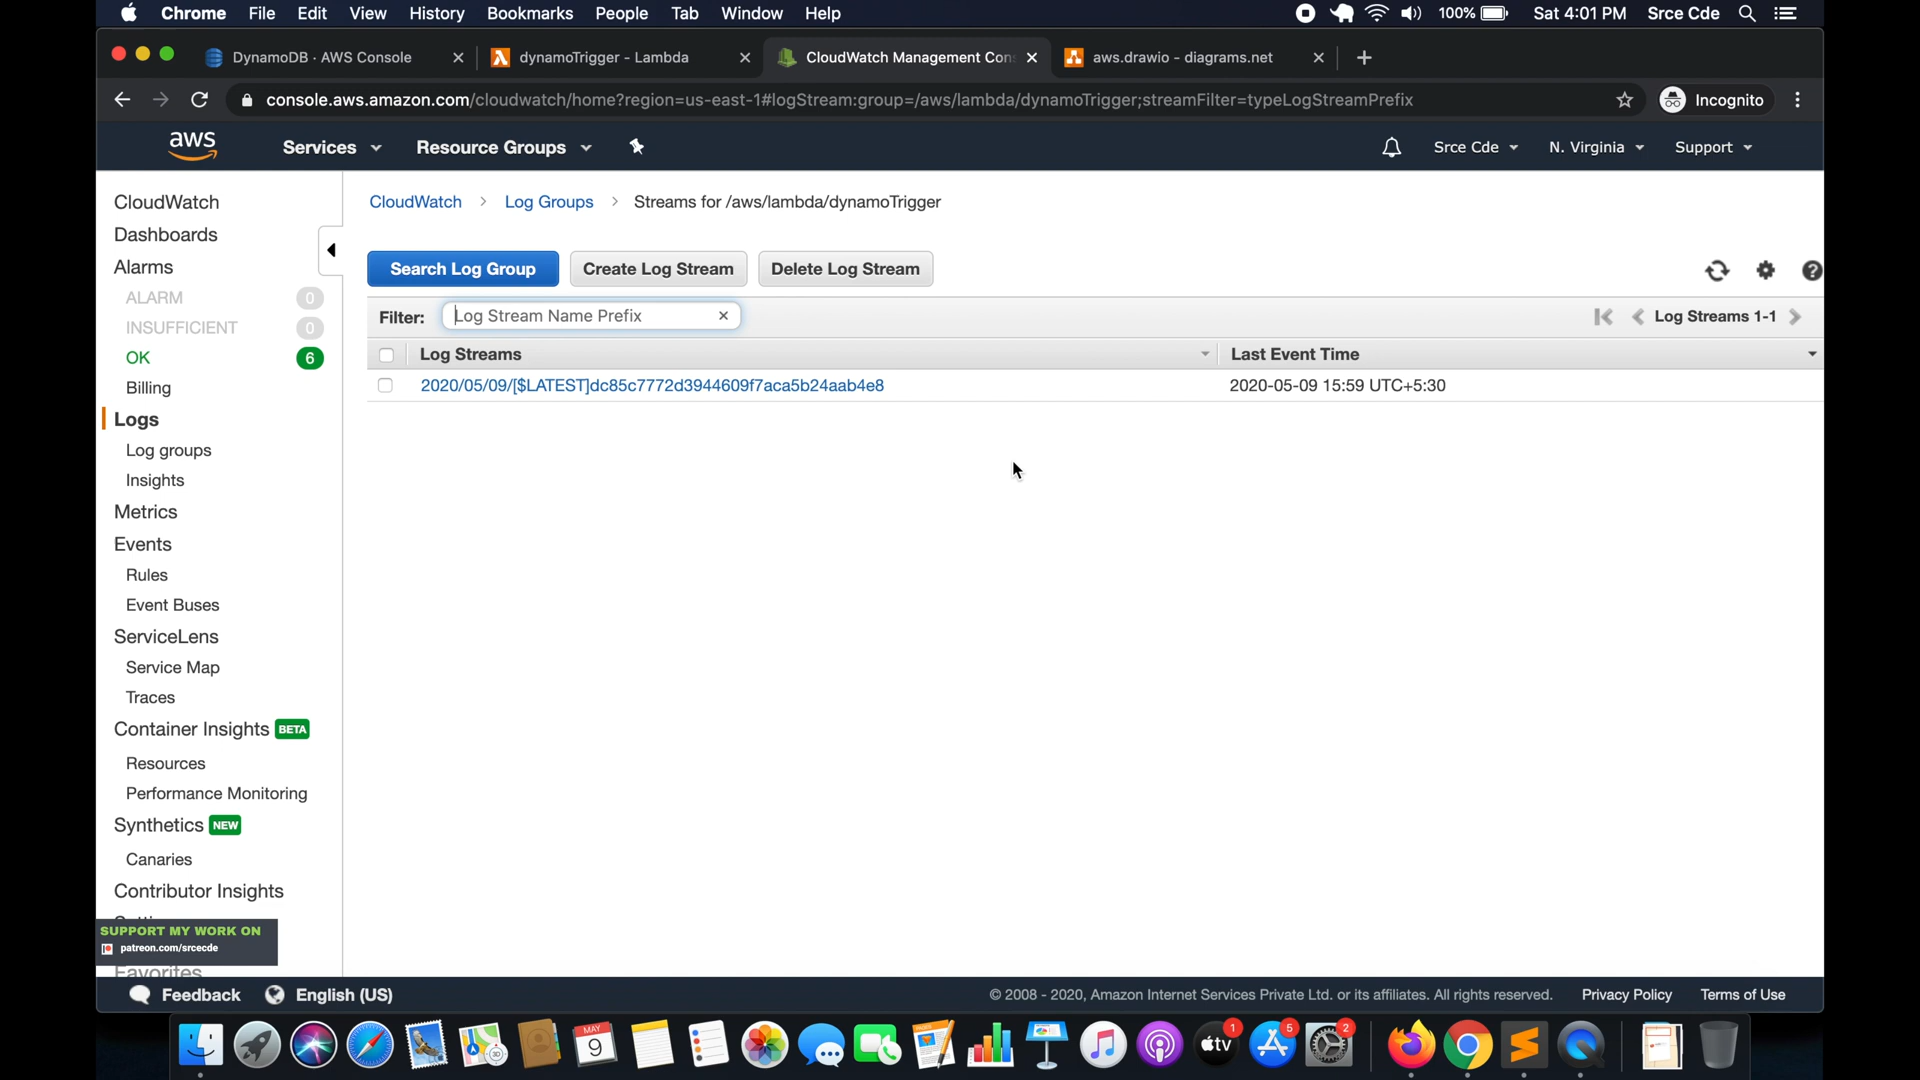 Chrome File Edit View History Bookmarks People Tab Window Help 100% Sat 4:01 PM Srce Cde
DynamoDB · AWS Console dynamoTrigger - Lambda CloudWatch Management Con aws.drawio - diagrams.net
console.aws.amazon.com/cloudwatch/home?region=us-east-1#logStream:group=/aws/lambda/dynamoTrigger;streamFilter=typeLogStreamPrefix Incognito
aws Services Resource Groups Srce Cde N. Virginia Support
CloudWatch
Dashboards
Alarms
ALARM 0
INSUFFICIENT 0
OK 6
Billing
Logs
Log groups
Insights
Metrics
Events
Rules
Event Buses
ServiceLens
Service Map
Traces
Container Insights BETA
Resources
Performance Monitoring
Synthetics NEW
Canaries
Contributor Insights
SUPPORT MY WORK ON
patreon.com/srcecde
Favorites
CloudWatch > Log Groups > Streams for /aws/lambda/dynamoTrigger
Search Log Group Create Log Stream Delete Log Stream
Filter: Log Stream Name Prefix × Log Streams 1-1
Log Streams Last Event Time
2020/05/09/[$LATEST]dc85c7772d3944609f7aca5b24aab4e8 2020-05-09 15:59 UTC+5:30
Feedback English (US) © 2008 - 2020, Amazon Internet Services Private Ltd. or its affiliates. All rights reserved. Privacy Policy Terms of Use
MAY
9
3D
PAGES
tv
1
5
2